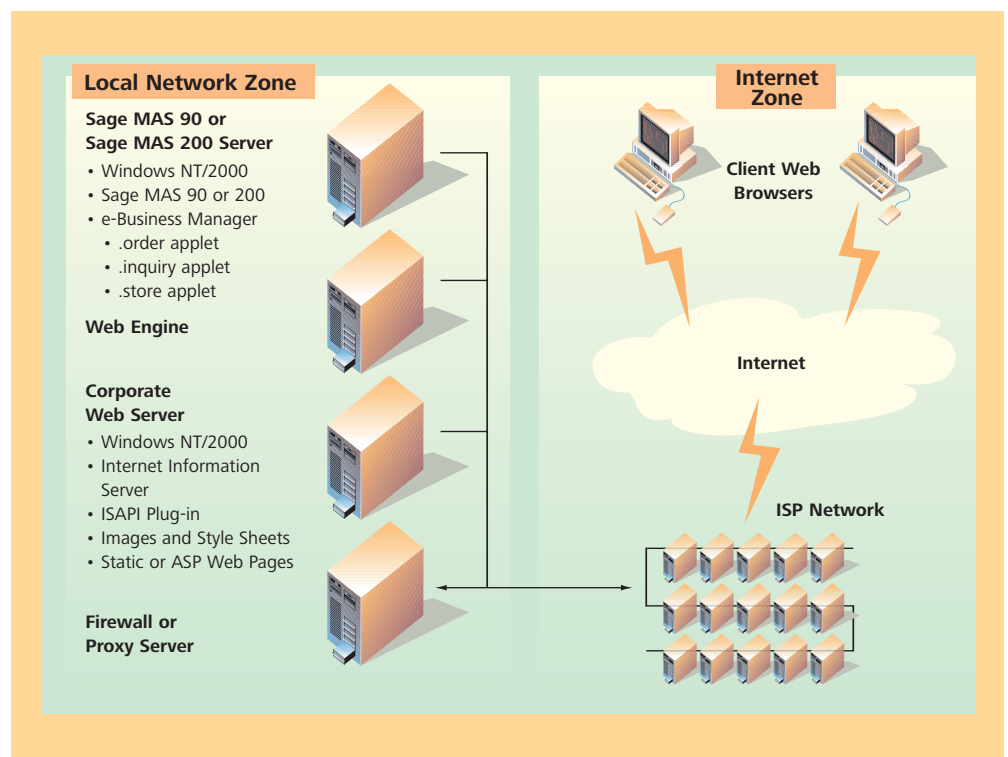 Local Network Zone
Sage MAS 90 or
Sage MAS 200 Server
• Windows NT/2000
• Sage MAS 90 or 200
• e-Business Manager
• .order applet
• .inquiry applet
• .store applet
Web Engine
Corporate
Web Server
• Windows NT/2000
• Internet Information
Server
• ISAPI Plug-in
• Images and Style Sheets
• Static or ASP Web Pages
Firewall or
Proxy Server
Internet
Zone
Client Web
Browsers
Internet
ISP Network